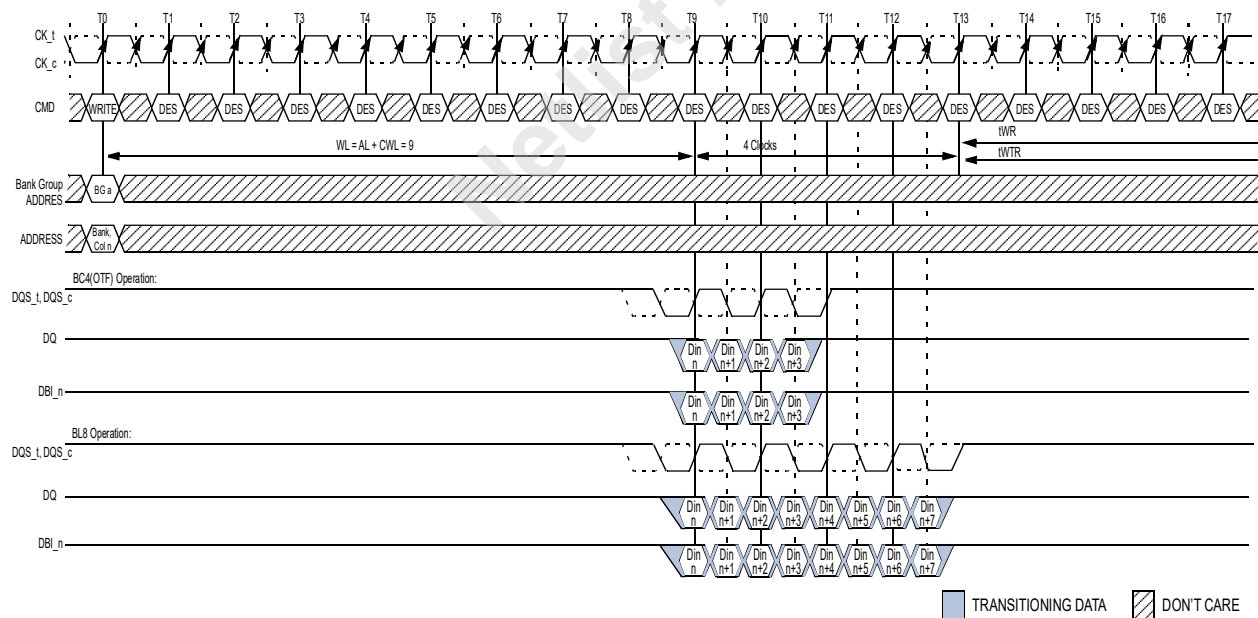 T0 T1 T2 T3 T4 T5 T6 T7 T8 T9 T10 T11 T12 T13 T14 T15 T16 T17
CK_t
CK_c
CMD WRITE DES DES DES DES DES DES DES DES DES DES DES DES DES DES DES DES DES
WL = AL + CWL = 9 4 Clocks tWR
tWTR
Bank Group
ADDRES BG a
ADDRESS Bank,
Col n
BC4(OTF) Operation:
DQS_t, DQS_c
DQ Din Din Din Din
n n+1 n+2 n+3
DBI_n Din Din Din Din
n n+1 n+2 n+3
BL8 Operation:
DQS_t, DQS_c
DQ Din Din Din Din Din Din Din Din
n n+1 n+2 n+3 n+4 n+5 n+6 n+7
DBI_n Din Din Din Din Din Din Din Din
n n+1 n+2 n+3 n+4 n+5 n+6 n+7
TRANSITIONING DATA DON'T CARE
Netlist